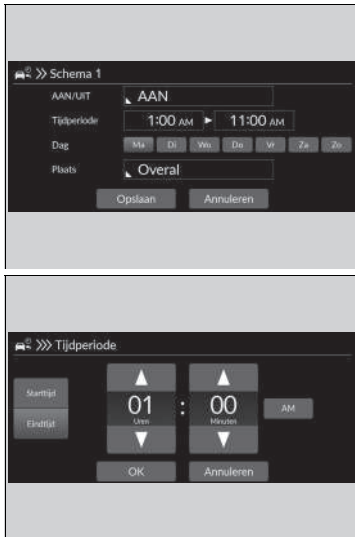 >> Schema 1
AAN/UIT AAN
Tijdperiode 1:00 AM ► 11:00 AM
Dag Ma Di Wo Do Vr Za Zo
Plaats Overal
Opslaan Annuleren
>>> Tijdperiode
Starttijd
Eindtijd
01 : 00 AM
Uren Minuten
OK Annuleren